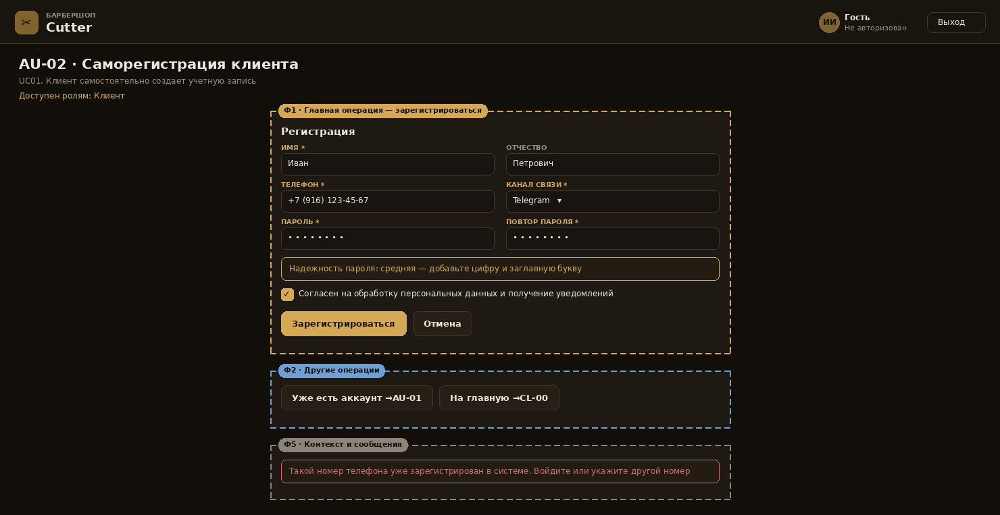 БАРБЕРШОП
Cutter
ИИ
Гость
Не авторизован
Выход
AU-02 · Саморегистрация клиента
UC01. Клиент самостоятельно создает учетную запись
Доступен ролям: Клиент
Ф1 · Главная операция — зарегистрироваться
Регистрация
ИМЯ *
ОТЧЕСТВО
Иван
Петрович
ТЕЛЕФОН *
КАНАЛ СВЯЗИ *
+7 (916) 123-45-67
Telegram ▾
ПАРОЛЬ *
ПОВТОР ПАРОЛЯ *
• • • • • • • •
• • • • • • • •
Надежность пароля: средняя — добавьте цифру и заглавную букву
✓ Согласен на обработку персональных данных и получение уведомлений
Зарегистрироваться
Отмена
Ф2 · Другие операции
Уже есть аккаунт →AU-01
На главную →CL-00
Ф5 · Контекст и сообщения
Такой номер телефона уже зарегистрирован в системе. Войдите или укажите другой номер